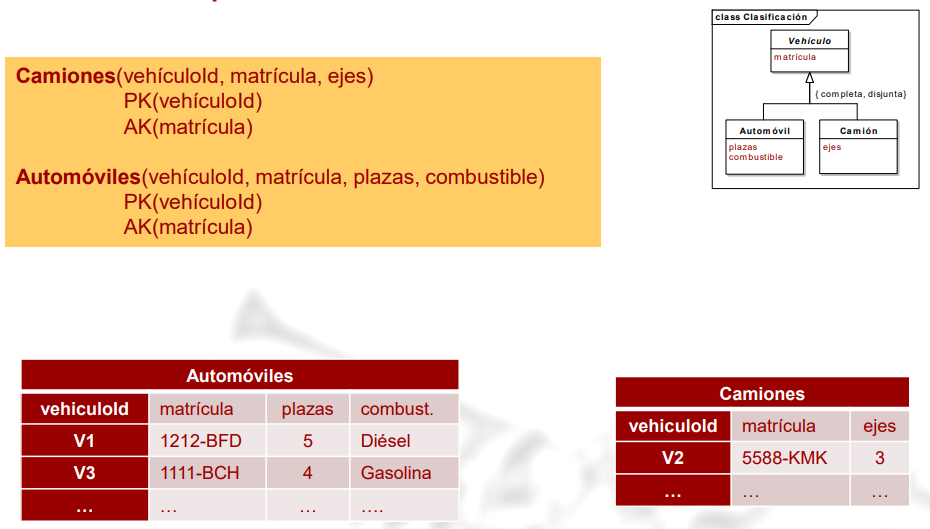 class Clasificación
Vehículo
matrícula
{ completa, disjunta}
Automóvil
plazas
combustible
Camión
ejes
Camiones(vehículoId, matrícula, ejes)
PK(vehículoId)
AK(matrícula)
Automóviles(vehículoId, matrícula, plazas, combustible)
PK(vehículoId)
AK(matrícula)
Automóviles
vehiculoId matrícula plazas combust.
V1 1212-BFD 5 Diésel
V3 1111-BCH 4 Gasolina
... ... ... ....
Camiones
vehiculoId matrícula ejes
V2 5588-KMK 3
... ... ...